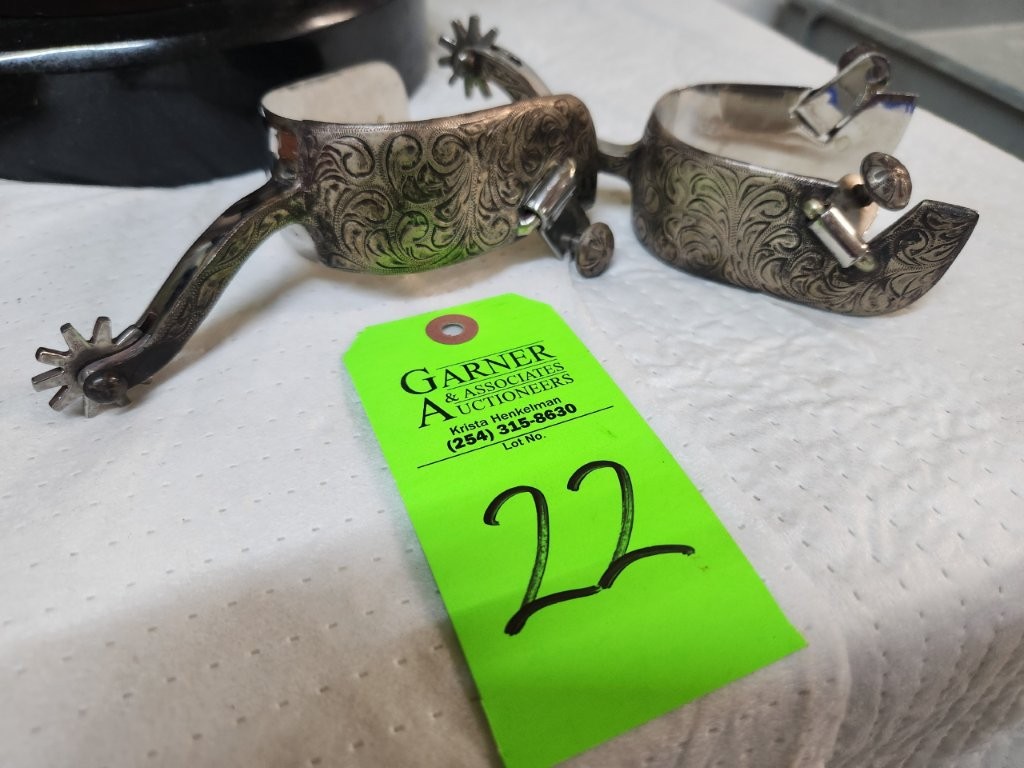 GARNER
& ASSOCIATES
AUCTIONEERS
Krista Henkelman
(254) 315-8630
Lot No.
22